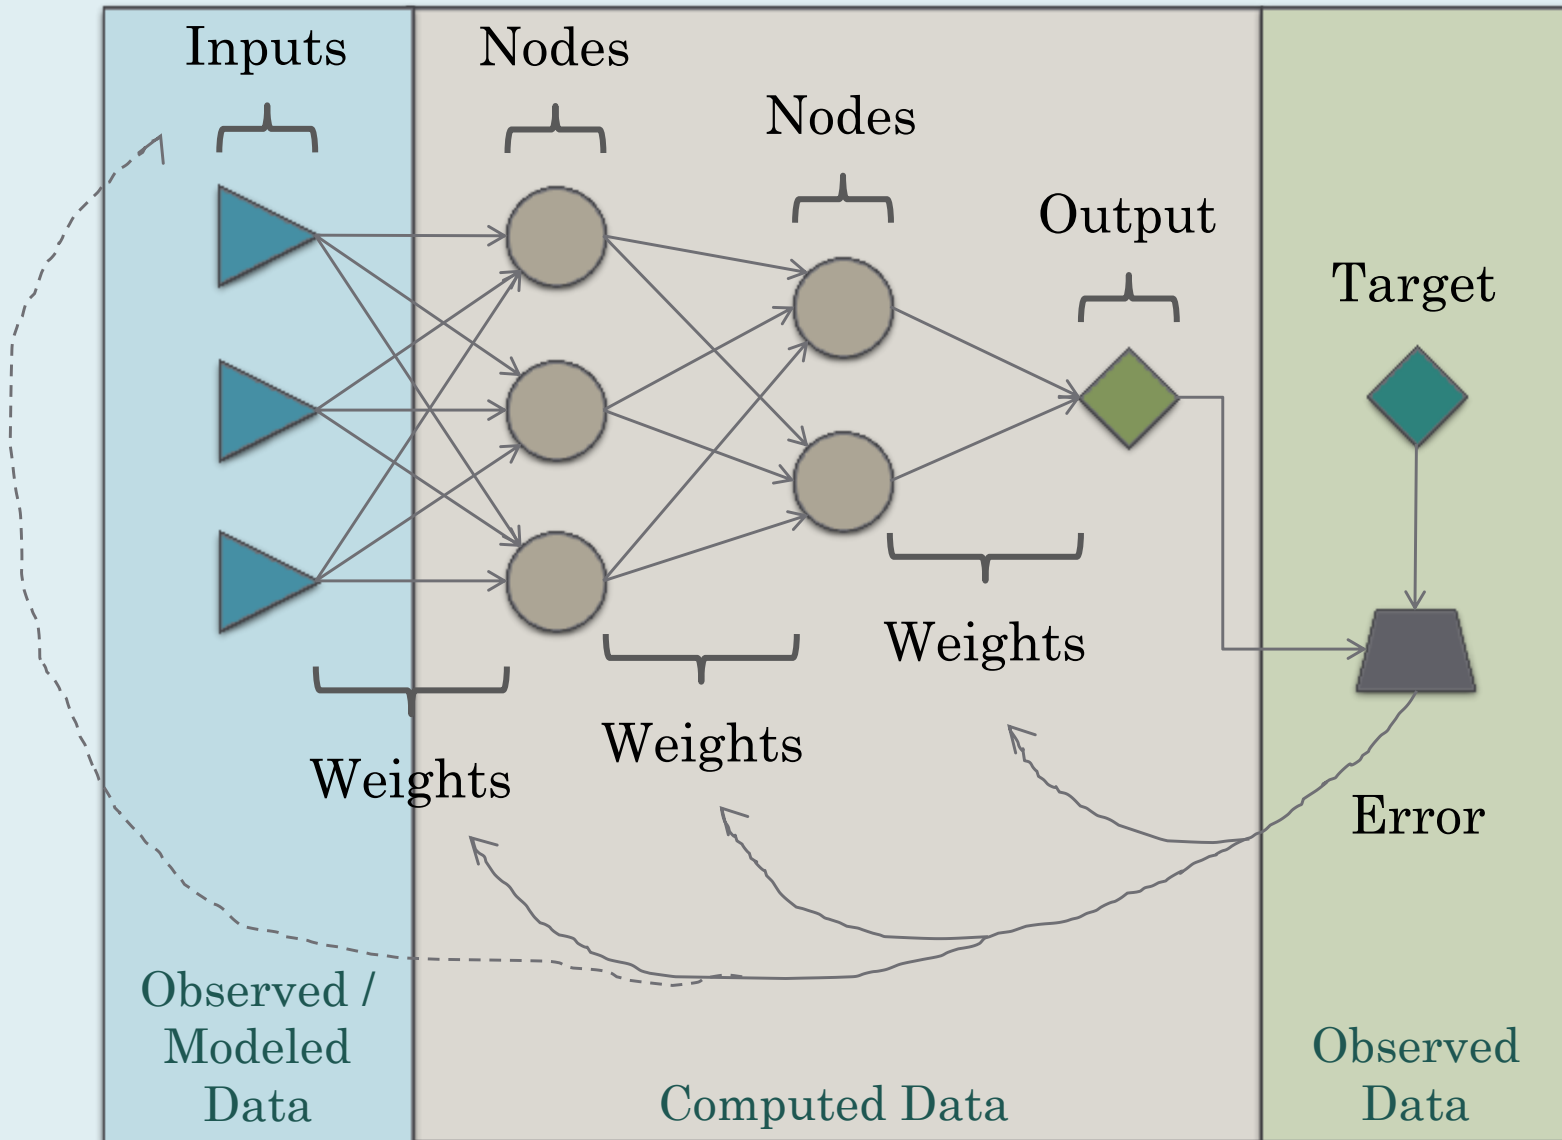 Inputs
Nodes
Nodes
Output
Target
Weights
Weights
Weights
Error
Observed /
Modeled
Data
Computed Data
Observed
Data